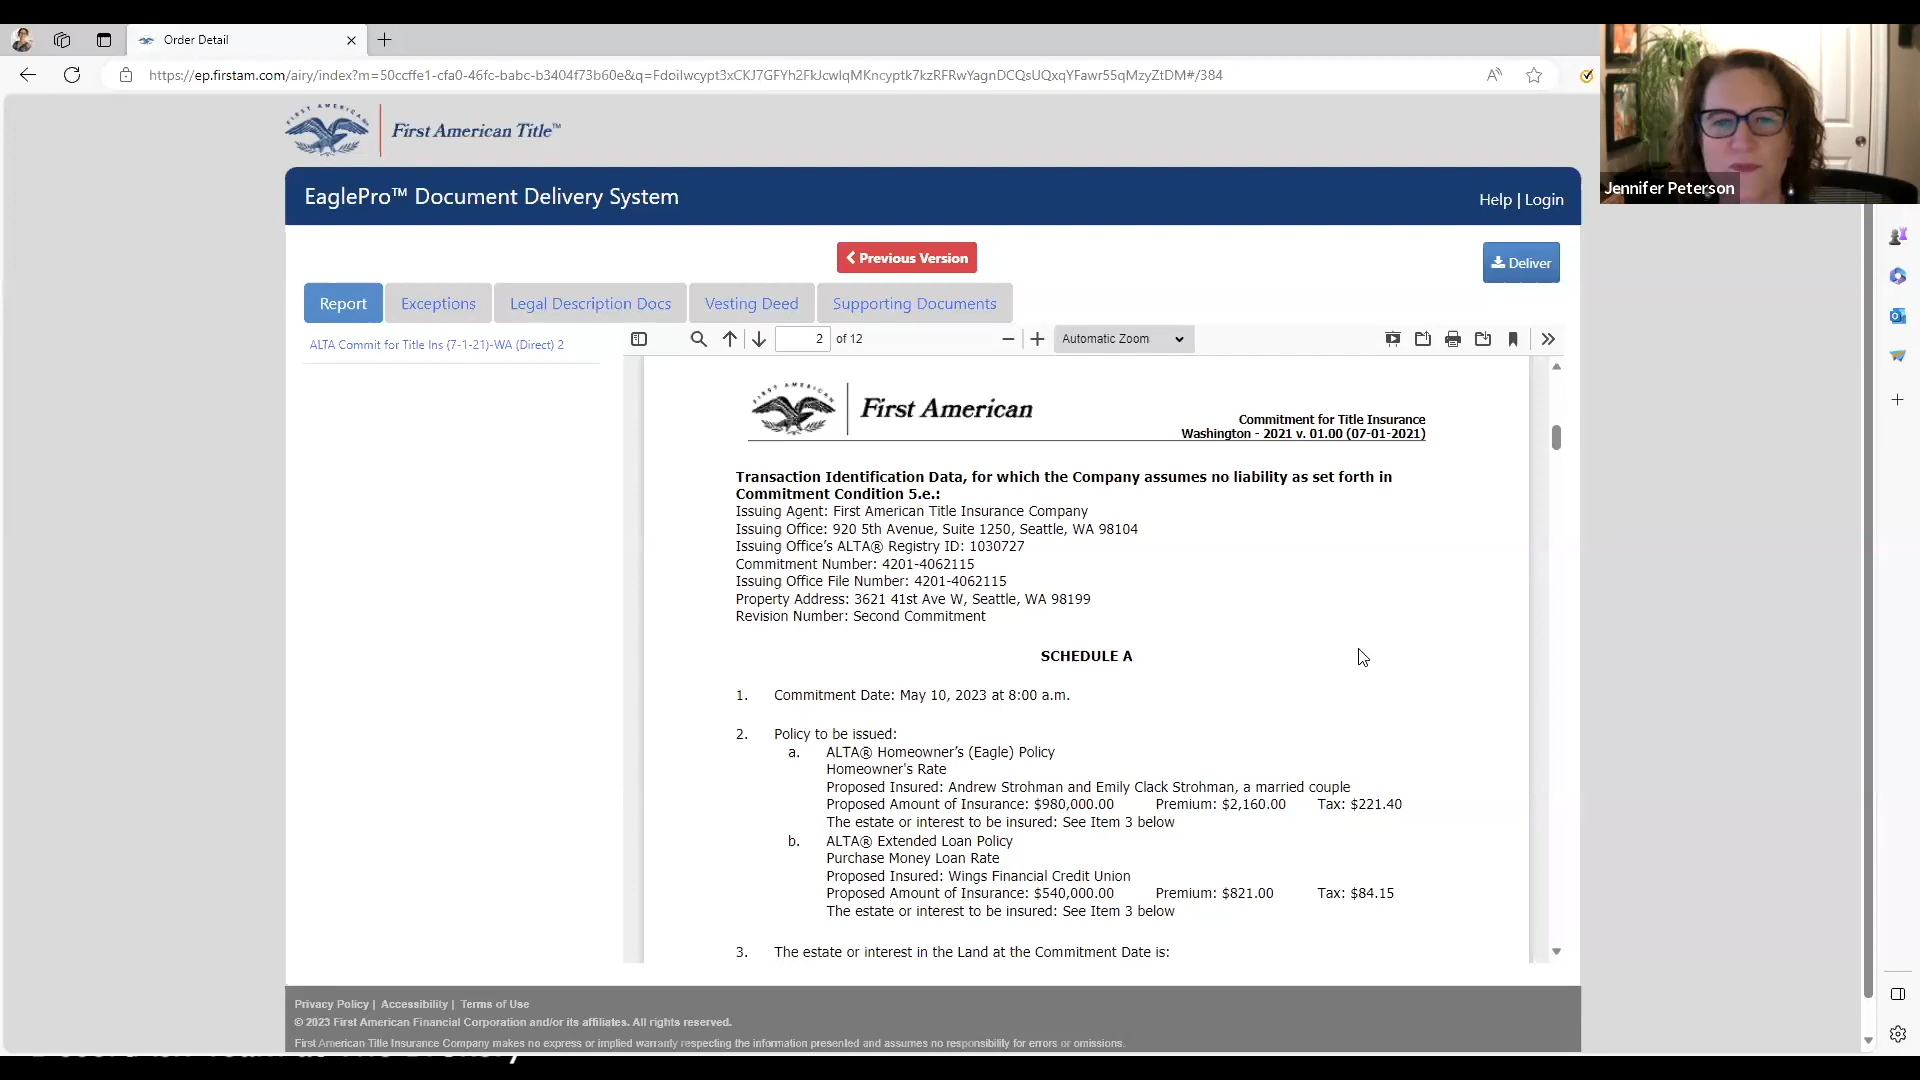 Order Detail
https://ep.firstam.com/airy/index?m=50ccffe1-cfa0-46fc-babc-b3404f73b60e&q=FdoiIwcypt3xCKJ7GFYh2FkJcwIqMKncyptk7kzRFRwYagnDCQsUQxqYFawr55qMzyZtDM#/384
FIRST AMERICAN
First American Title™
EaglePro™ Document Delivery System
Help | Login
Jennifer Peterson
Previous Version
Deliver
Report
Exceptions
Legal Description Docs
Vesting Deed
Supporting Documents
ALTA Commit for Title Ins (7-1-21)-WA (Direct) 2
2 of 12
Automatic Zoom
FIRST AMERICAN
First American
Commitment for Title Insurance
Washington - 2021 v. 01.00 (07-01-2021)
Transaction Identification Data, for which the Company assumes no liability as set forth in
Commitment Condition 5.e.:
Issuing Agent: First American Title Insurance Company
Issuing Office: 920 5th Avenue, Suite 1250, Seattle, WA 98104
Issuing Office's ALTA® Registry ID: 1030727
Commitment Number: 4201-4062115
Issuing Office File Number: 4201-4062115
Property Address: 3621 41st Ave W, Seattle, WA 98199
Revision Number: Second Commitment
SCHEDULE A
1. Commitment Date: May 10, 2023 at 8:00 a.m.
2. Policy to be issued:
a. ALTA® Homeowner's (Eagle) Policy
Homeowner's Rate
Proposed Insured: Andrew Strohman and Emily Clack Strohman, a married couple
Proposed Amount of Insurance: $980,000.00 Premium: $2,160.00 Tax: $221.40
The estate or interest to be insured: See Item 3 below
b. ALTA® Extended Loan Policy
Purchase Money Loan Rate
Proposed Insured: Wings Financial Credit Union
Proposed Amount of Insurance: $540,000.00 Premium: $821.00 Tax: $84.15
The estate or interest to be insured: See Item 3 below
3. The estate or interest in the Land at the Commitment Date is:
Privacy Policy | Accessibility | Terms of Use
© 2023 First American Financial Corporation and/or its affiliates. All rights reserved.
First American Title Insurance Company makes no express or implied warranty respecting the information presented and assumes no responsibility for errors or omissions.